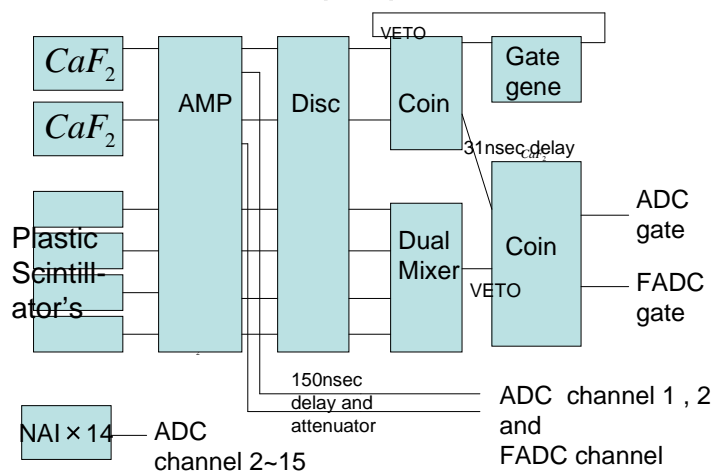 VETO
CaF2
CaF2
AMP
Disc
Coin
Gate
gene
31nsec delay
CaF2
Plastic
Scintill-
ator's
Dual
Mixer
VETO
Coin
ADC
gate
FADC
gate
150nsec
delay and
attenuator
ADC channel 1 , 2
and
FADC channel
NAI × 14
ADC
channel 2~15